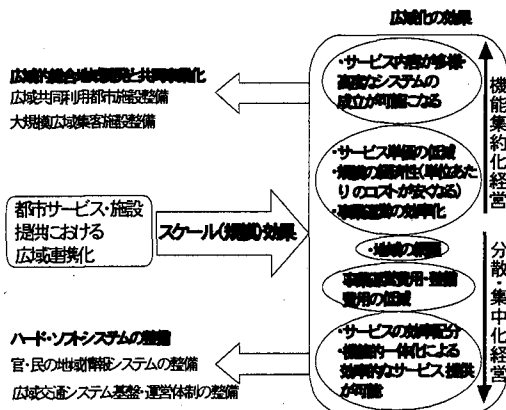 広域化の効果
・サービス内容が多様・
高度なシステムの
成立が可能になる
広域的総合地域開発と共同事業化
広域共同利用都市施設整備
大規模広域集客施設整備
機能集約化経営
・サービス単価の低減
・規模の経済性(単位あた
りのコストが安くなる)
・事業運営の効率化
都市サービス・施設
提供における
広域連携化
スケール(規模)効果
・地域の
事業運営費用・整備
費用の低減
分散・集中化経営
ハード・ソフトシステムの整備
官・民の地域情報システムの整備
広域交通システム基盤・運営体制の整備
・サービスの効率配分
・機能的一体化による
効率的なサービス提供
が可能